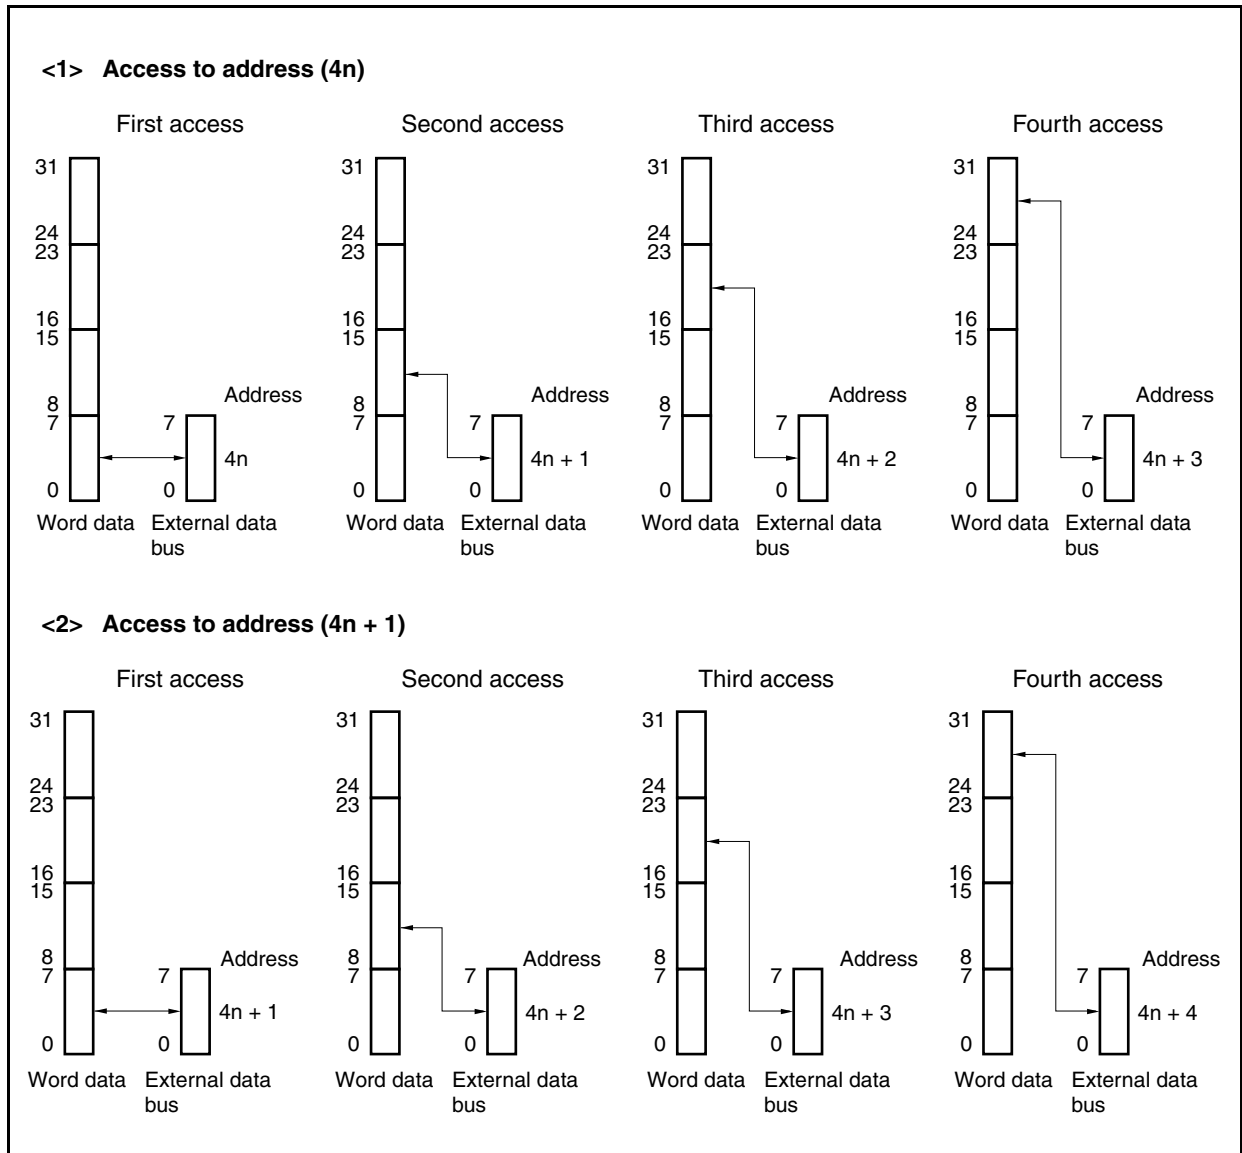 <1> Access to address (4n)
First access Second access Third access Fourth access
31 31 31 31
24 24 24 24
23 23 23 23
16 16 16 16
15 15 15 15
Address Address Address Address
8 8 8 8
7 7 7 7 7 7 7 7
4n 4n + 1 4n + 2 4n + 3
0 0 0 0 0 0 0 0
Word data External data Word data External data Word data External data Word data External data
bus bus bus bus
<2> Access to address (4n + 1)
First access Second access Third access Fourth access
31 31 31 31
24 24 24 24
23 23 23 23
16 16 16 16
15 15 15 15
8 Address 8 Address 8 Address 8 Address
7 7 7 7 7 7 7 7
4n + 1 4n + 2 4n + 3 4n + 4
0 0 0 0 0 0 0 0
Word data External data Word data External data Word data External data Word data External data
bus bus bus bus